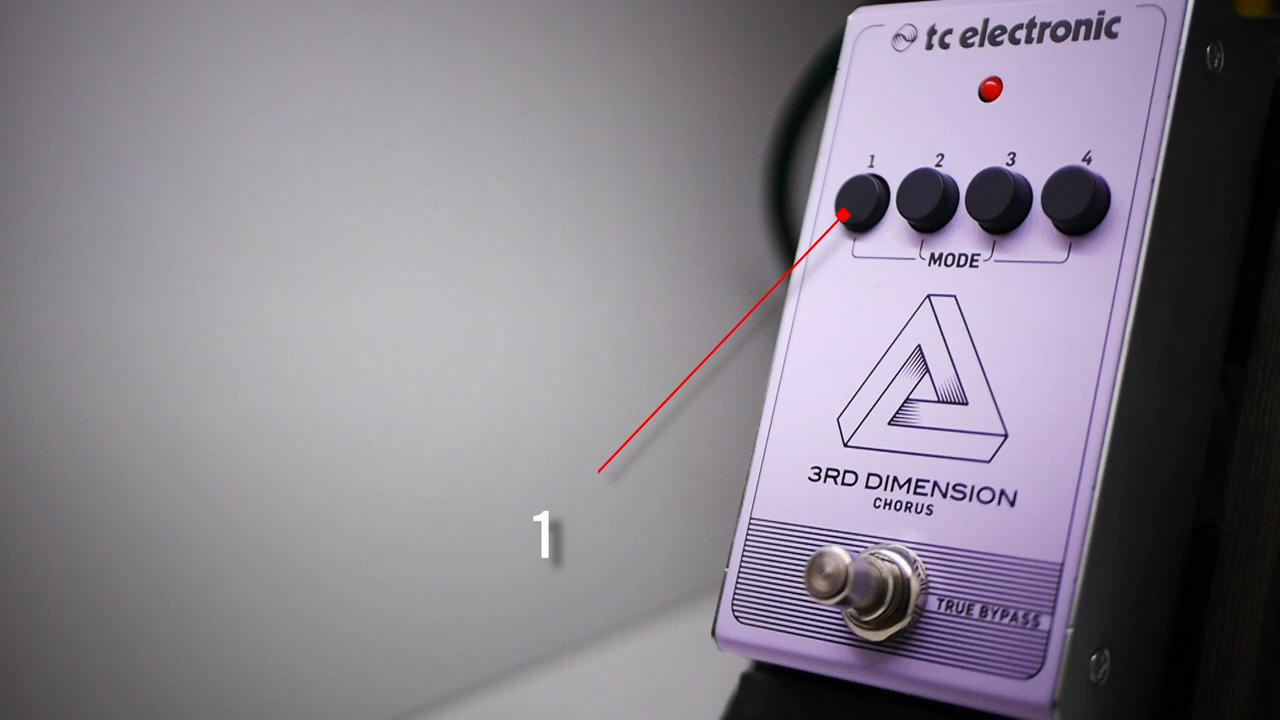 tc electronic
1 2 3 4
MODE
3RD DIMENSION
CHORUS
1
TRUE BYPASS